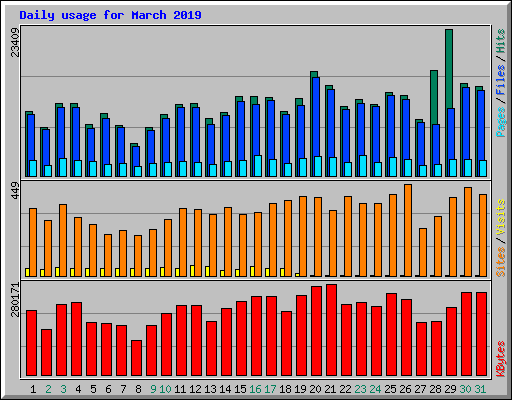 Daily usage for March 2019
23409
Pages / Files / Hits
449
Sites / Visits
280171
KBytes
1 2 3 4 5 6 7 8 9 10 11 12 13 14 15 16 17 18 19 20 21 22 23 24 25 26 27 28 29 30 31